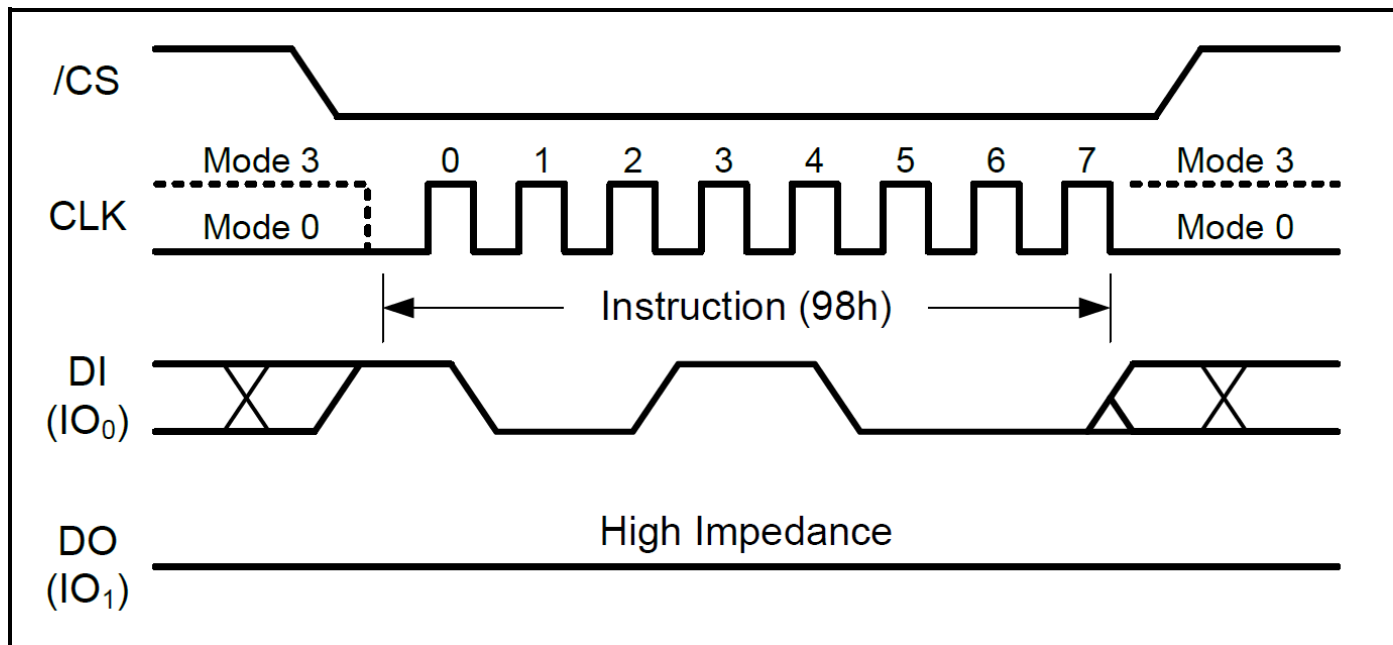 /CS
Mode 3 0 1 2 3 4 5 6 7 Mode 3
CLK
Mode 0 Mode 0
Instruction (98h)
DI
(IO₀)
High Impedance
DO
(IO₁)